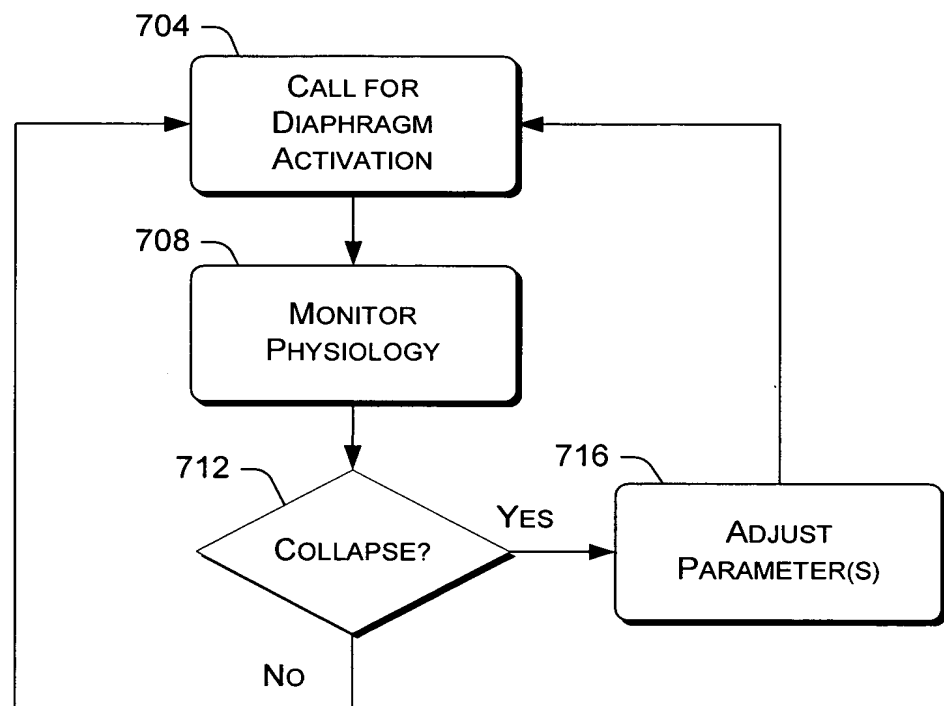 704
CALL FOR
DIAPHRAGM
ACTIVATION
708
MONITOR
PHYSIOLOGY
712
COLLAPSE?
YES
716
ADJUST
PARAMETER(S)
NO